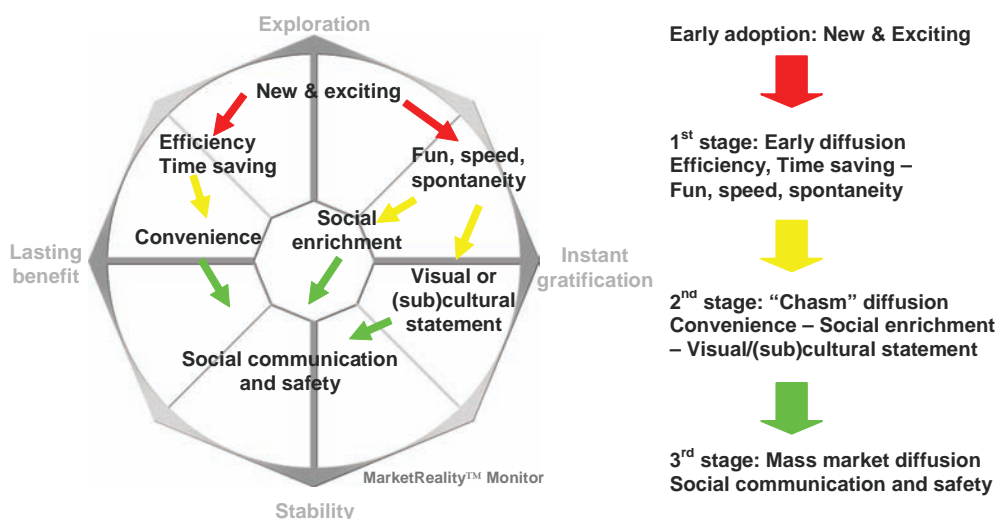 Exploration
New & exciting
Efficiency
Time saving
Fun, speed,
spontaneity
Convenience
Social
enrichment
Lasting
benefit
Instant
gratification
Visual or
(sub)cultural
statement
Social communication
and safety
MarketReality™ Monitor
Stability
Early adoption: New & Exciting
1st stage: Early diffusion
Efficiency, Time saving –
Fun, speed, spontaneity
2nd stage: “Chasm” diffusion
Convenience – Social enrichment
– Visual/(sub)cultural statement
3rd stage: Mass market diffusion
Social communication and safety